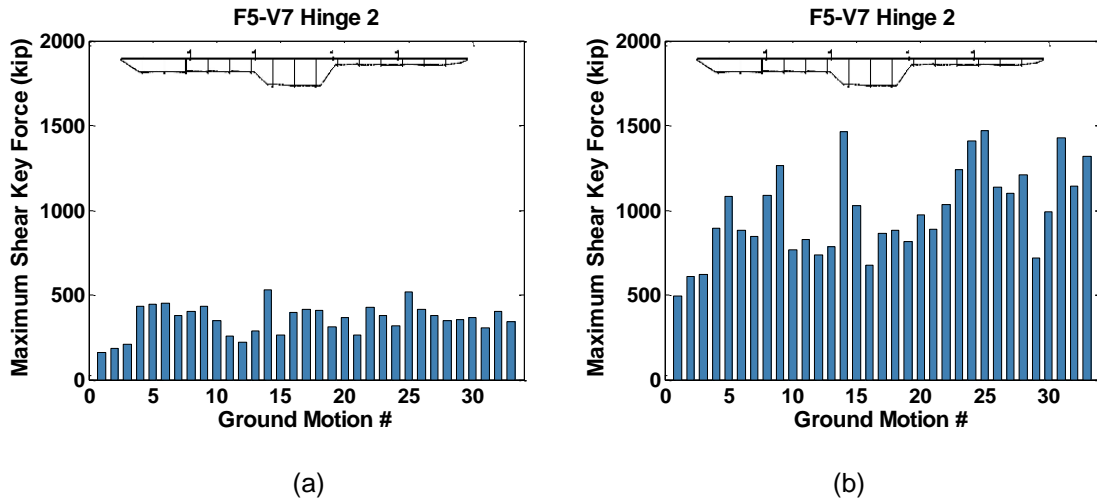 F5-V7 Hinge 2
Maximum Shear Key Force (kip)
2000
1500
1000
500
0
0 5 10 15 20 25 30
Ground Motion #
(a)
F5-V7 Hinge 2
Maximum Shear Key Force (kip)
2000
1500
1000
500
0
0 5 10 15 20 25 30
Ground Motion #
(b)